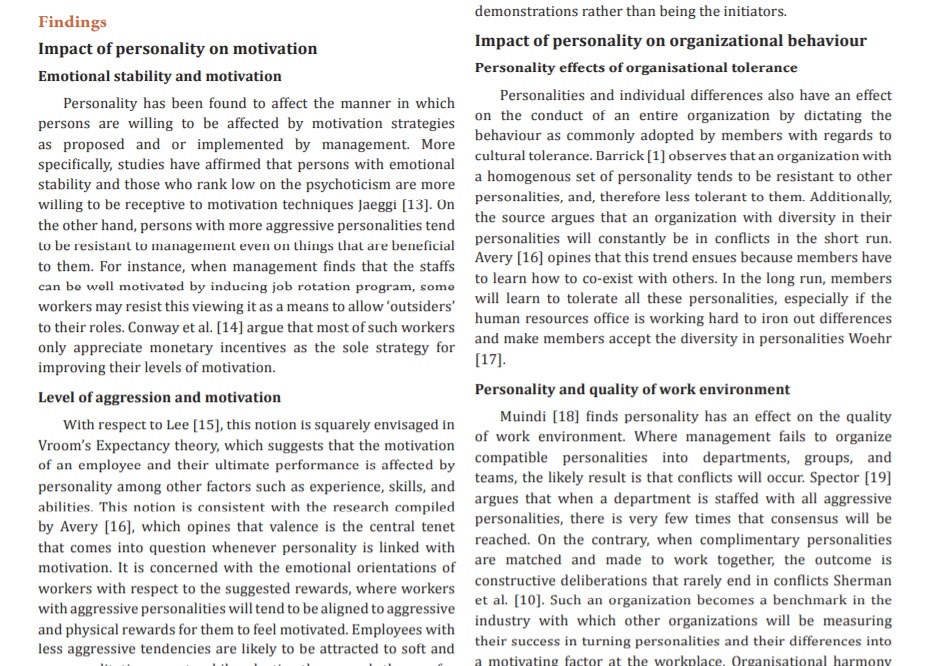 Findings
Impact of personality on motivation
Emotional stability and motivation
Personality has been found to affect the manner in which
persons are willing to be affected by motivation strategies
as proposed and or implemented by management. More
specifically, studies have affirmed that persons with emotional
stability and those who rank low on the psychoticism are more
willing to be receptive to motivation techniques Jaeggi [13]. On
the other hand, persons with more aggressive personalities tend
to be resistant to management even on things that are beneficial
to them. For instance, when management finds that the staffs
can be well motivated by inducing job rotation program, some
workers may resist this viewing it as a means to allow ‘outsiders’
to their roles. Conway et al. [14] argue that most of such workers
only appreciate monetary incentives as the sole strategy for
improving their levels of motivation.
Level of aggression and motivation
With respect to Lee [15], this notion is squarely envisaged in
Vroom’s Expectancy theory, which suggests that the motivation
of an employee and their ultimate performance is affected by
personality among other factors such as experience, skills, and
abilities. This notion is consistent with the research compiled
by Avery [16], which opines that valence is the central tenet
that comes into question whenever personality is linked with
motivation. It is concerned with the emotional orientations of
workers with respect to the suggested rewards, where workers
with aggressive personalities will tend to be aligned to aggressive
and physical rewards for them to feel motivated. Employees with
less aggressive tendencies are likely to be attracted to soft and
demonstrations rather than being the initiators.
Impact of personality on organizational behaviour
Personality effects of organisational tolerance
Personalities and individual differences also have an effect
on the conduct of an entire organization by dictating the
behaviour as commonly adopted by members with regards to
cultural tolerance. Barrick [1] observes that an organization with
a homogenous set of personality tends to be resistant to other
personalities, and, therefore less tolerant to them. Additionally,
the source argues that an organization with diversity in their
personalities will constantly be in conflicts in the short run.
Avery [16] opines that this trend ensues because members have
to learn how to co-exist with others. In the long run, members
will learn to tolerate all these personalities, especially if the
human resources office is working hard to iron out differences
and make members accept the diversity in personalities Woehr
[17].
Personality and quality of work environment
Muindi [18] finds personality has an effect on the quality
of work environment. Where management fails to organize
compatible personalities into departments, groups, and
teams, the likely result is that conflicts will occur. Spector [19]
argues that when a department is staffed with all aggressive
personalities, there is very few times that consensus will be
reached. On the contrary, when complimentary personalities
are matched and made to work together, the outcome is
constructive deliberations that rarely end in conflicts Sherman
et al. [10]. Such an organization becomes a benchmark in the
industry with which other organizations will be measuring
their success in turning personalities and their differences into
a motivating factor at the workplace. Organisational harmony